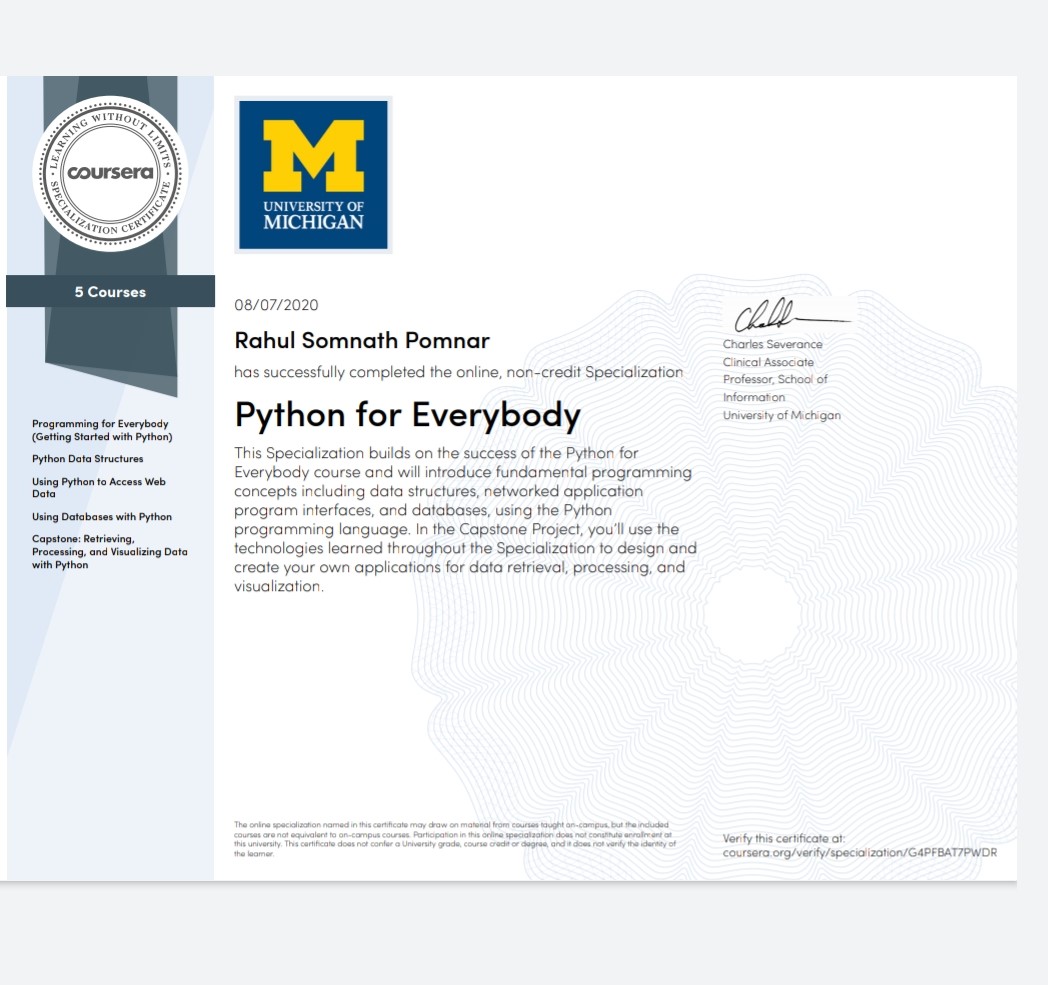 LEARNING WITHOUT LIMITS
coursera
SPECIALIZATION CERTIFICATE
5 Courses
Programming for Everybody
(Getting Started with Python)
Python Data Structures
Using Python to Access Web
Data
Using Databases with Python
Capstone: Retrieving,
Processing, and Visualizing Data
with Python
M
UNIVERSITY OF
MICHIGAN
08/07/2020
Rahul Somnath Pomnar
has successfully completed the online, non-credit Specialization
Python for Everybody
This Specialization builds on the success of the Python for
Everybody course and will introduce fundamental programming
concepts including data structures, networked application
program interfaces, and databases, using the Python
programming language. In the Capstone Project, you'll use the
technologies learned throughout the Specialization to design and
create your own applications for data retrieval, processing, and
visualization.
Charles Severance
Clinical Associate
Professor, School of
Information
University of Michigan
The online specialization named in this certificate may draw on material from courses taught on-campus, but the included
courses are not equivalent to on-campus courses. Participation in this online specialization does not constitute enrollment at
this university. This certificate does not confer a University grade, course credit or degree, and it does not verify the identity of
the learner.
Verify this certificate at:
coursera.org/verify/specialization/G4PFBAT7PWDR